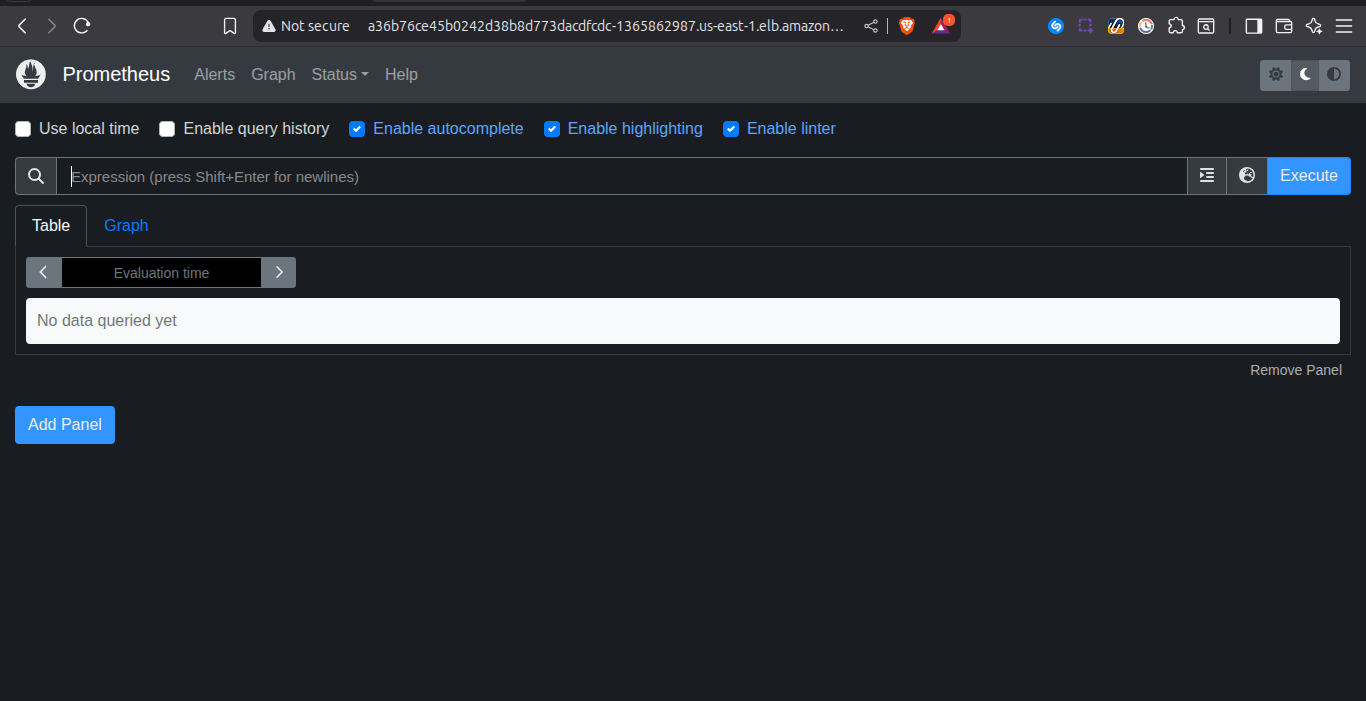 Not secure a36b76ce45b0242d38b8d773dacdfcdc-1365862987.us-east-1.elb.amazon... 1
Prometheus Alerts Graph Status Help
Use local time Enable query history Enable autocomplete Enable highlighting Enable linter
Expression (press Shift+Enter for newlines) Execute
Table Graph
Evaluation time
No data queried yet
Remove Panel
Add Panel